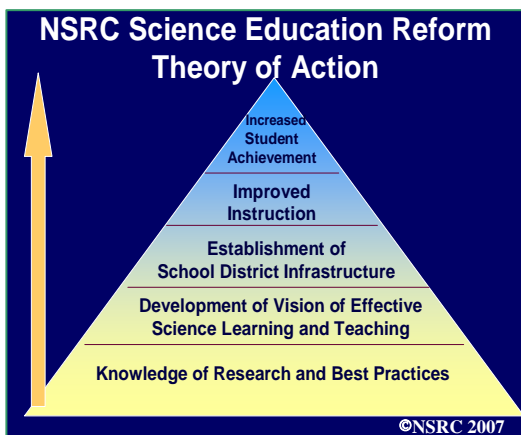 NSRC Science Education Reform
Theory of Action
Increased
Student
Achievement
Improved
Instruction
Establishment of
School District Infrastructure
Development of Vision of Effective
Science Learning and Teaching
Knowledge of Research and Best Practices
©NSRC 2007